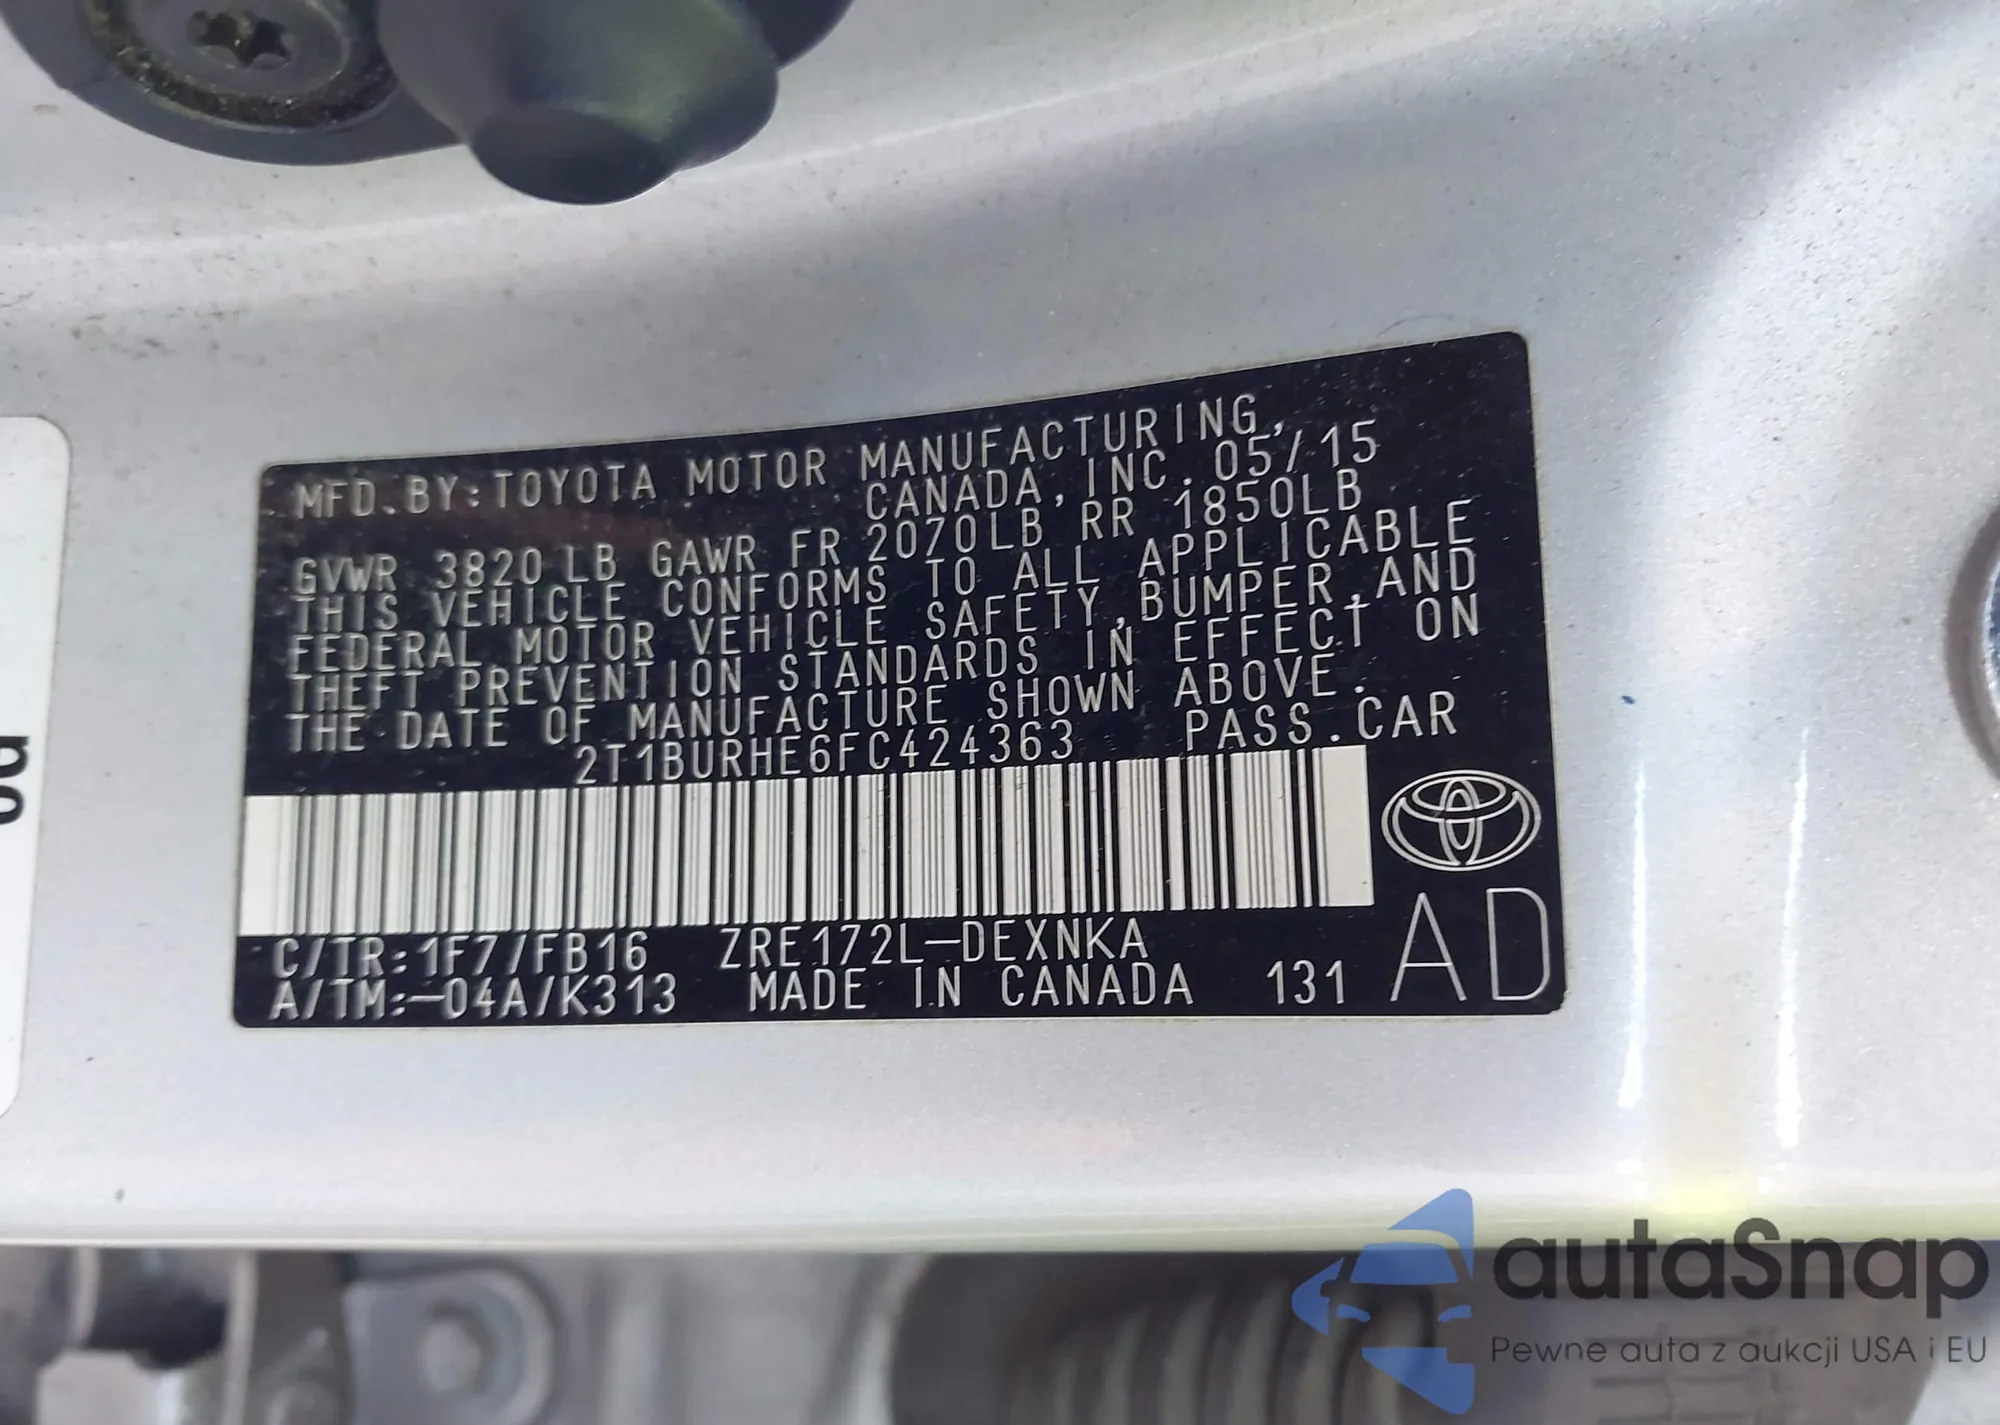 MFD. BY: TOYOTA MOTOR MANUFACTURING,
CANADA, INC. 05/15
GVWR 3820 LB GAWR FR 2070LB RR 1850LB
THIS VEHICLE CONFORMS TO ALL APPLICABLE
FEDERAL MOTOR VEHICLE SAFETY, BUMPER, AND
THEFT PREVENTION STANDARDS IN EFFECT ON
THE DATE OF MANUFACTURE SHOWN ABOVE.
2T1BURHE6FC424363 PASS. CAR
C/TR: 1F7/FB16 ZRE172L-DEXNKA
A/TM: -04A/K313 MADE IN CANADA 131 AD
autaSnap
Pewne auta z aukcji USA i EU